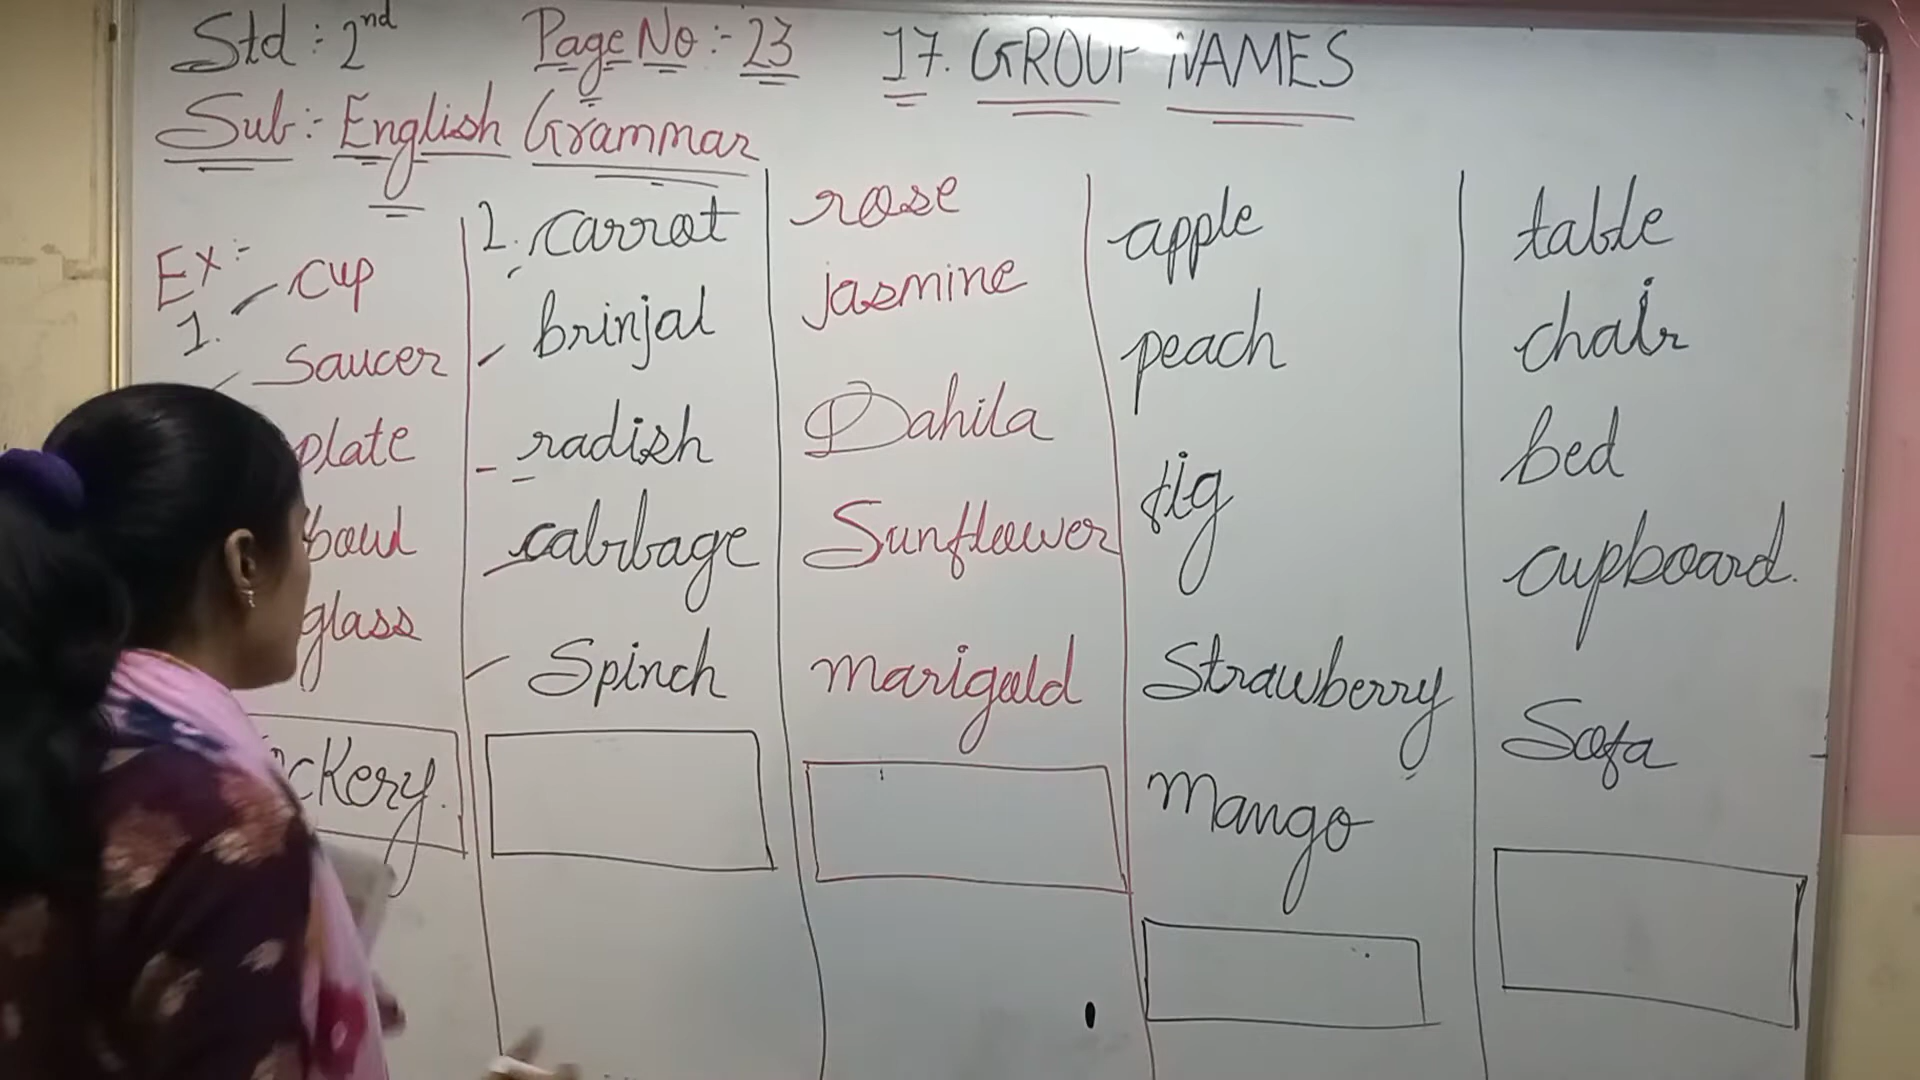 Std : 2nd Page No :- 23 17. GROUP NAMES
Sub :- English Grammar
Ex :-
1. cup
saucer
plate
boul
glass
ckery.
2. carrot
brinjal
radish
cabbage
Spinch
rose
jasmine
Dahila
Sunflower
marigold
apple
peach
fig
Strawberry
mango
table
chair
bed
cupboard.
Sofa